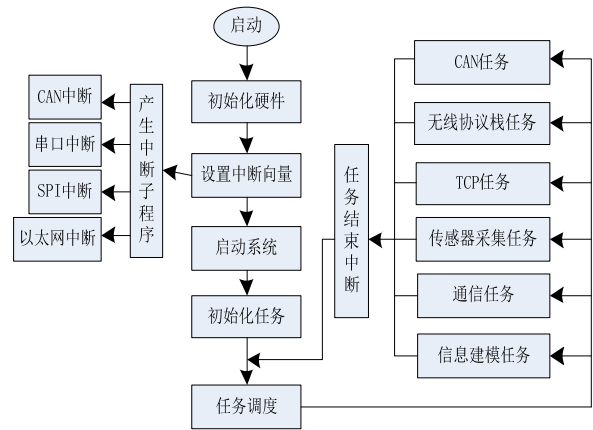 启动
初始化硬件
设置中断向量
启动系统
初始化任务
任务调度
产生中断子程序
CAN中断
串口中断
SPI中断
以太网中断
任务结束中断
CAN任务
无线协议栈任务
TCP任务
传感器采集任务
通信任务
信息建模任务